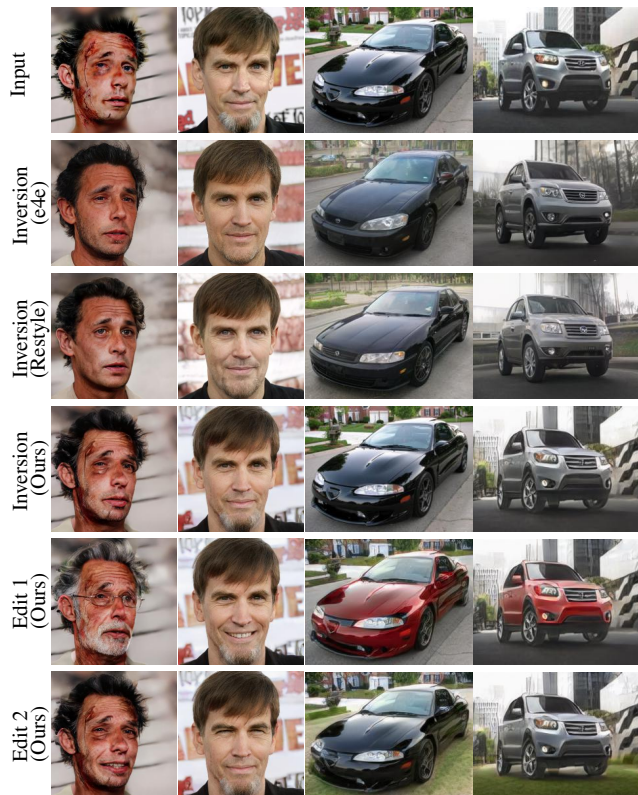 Input
Inversion
(e4e)
Inversion
(Restyle)
Inversion
(Ours)
Edit 1
(Ours)
Edit 2
(Ours)